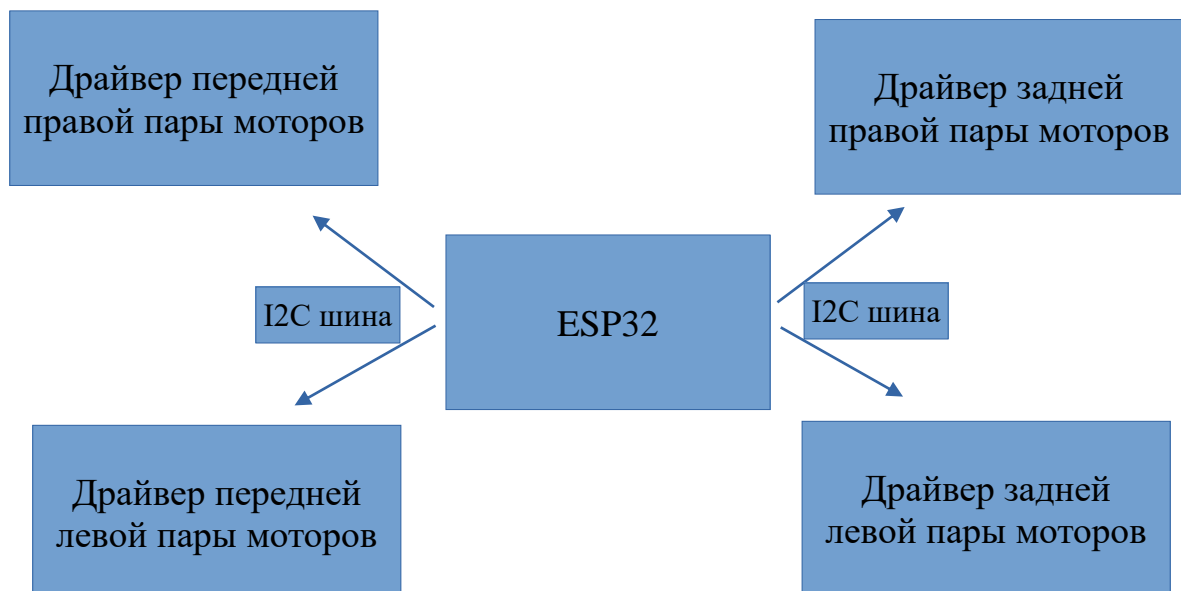 Драйвер передней
правой пары моторов
Драйвер задней
правой пары моторов
I2C шина
ESP32
I2C шина
Драйвер передней
левой пары моторов
Драйвер задней
левой пары моторов